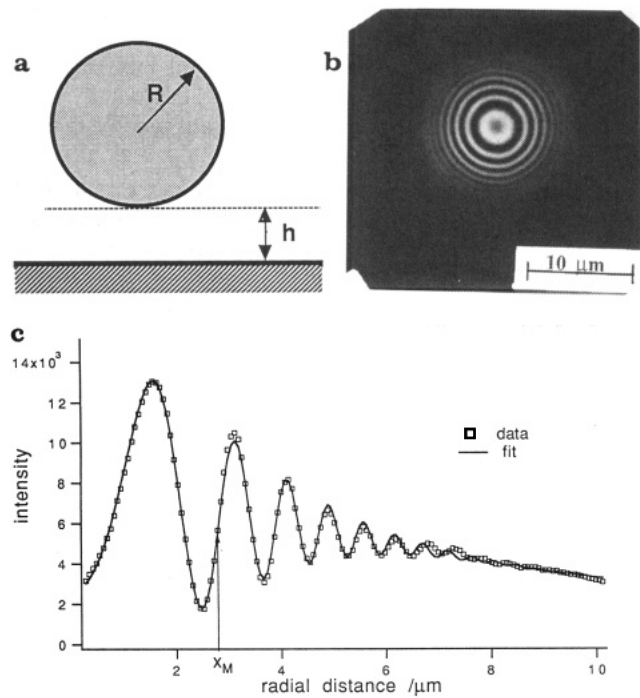 a
R
h
b
10 μm
c
14x10³
12
10
8
6
4
2
0
intensity
data
fit
2
x_M
4
6
8
10
radial distance /μm